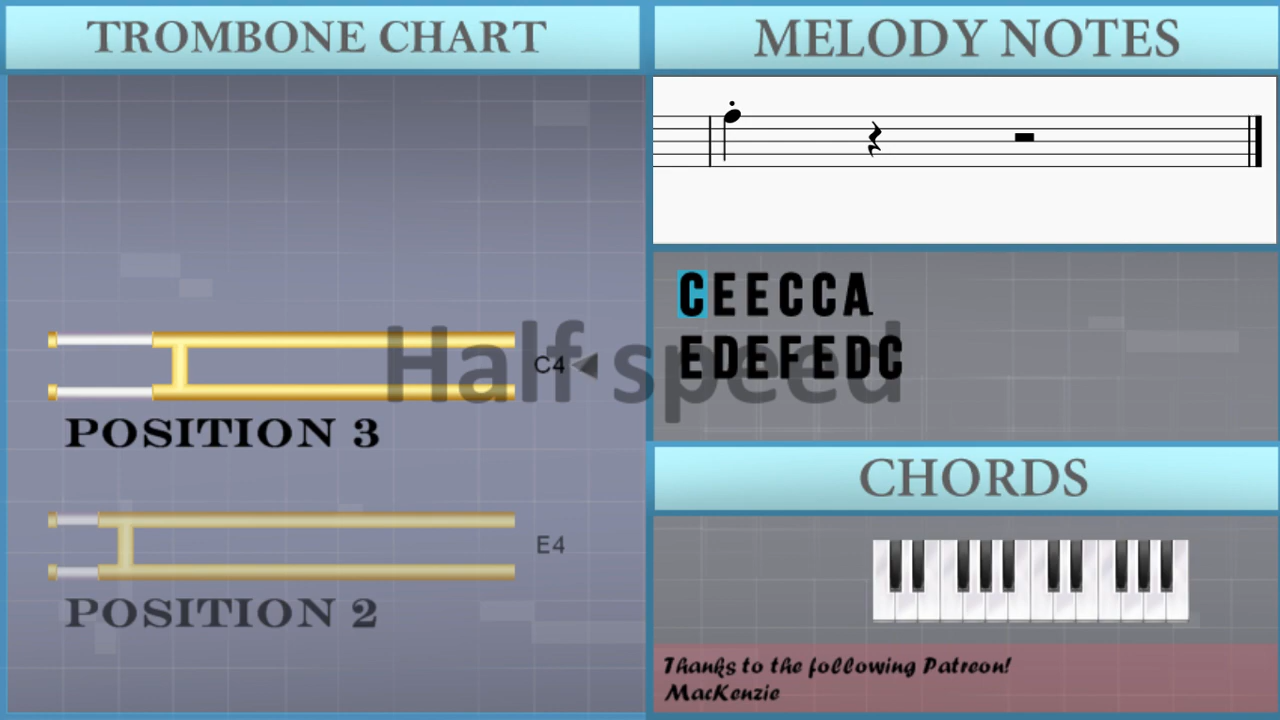 TROMBONE CHART
MELODY NOTES
CEECCA
EDEFEDC
Half speed
C4
POSITION 3
E4
POSITION 2
CHORDS
Thanks to the following Patreon!
MacKenzie